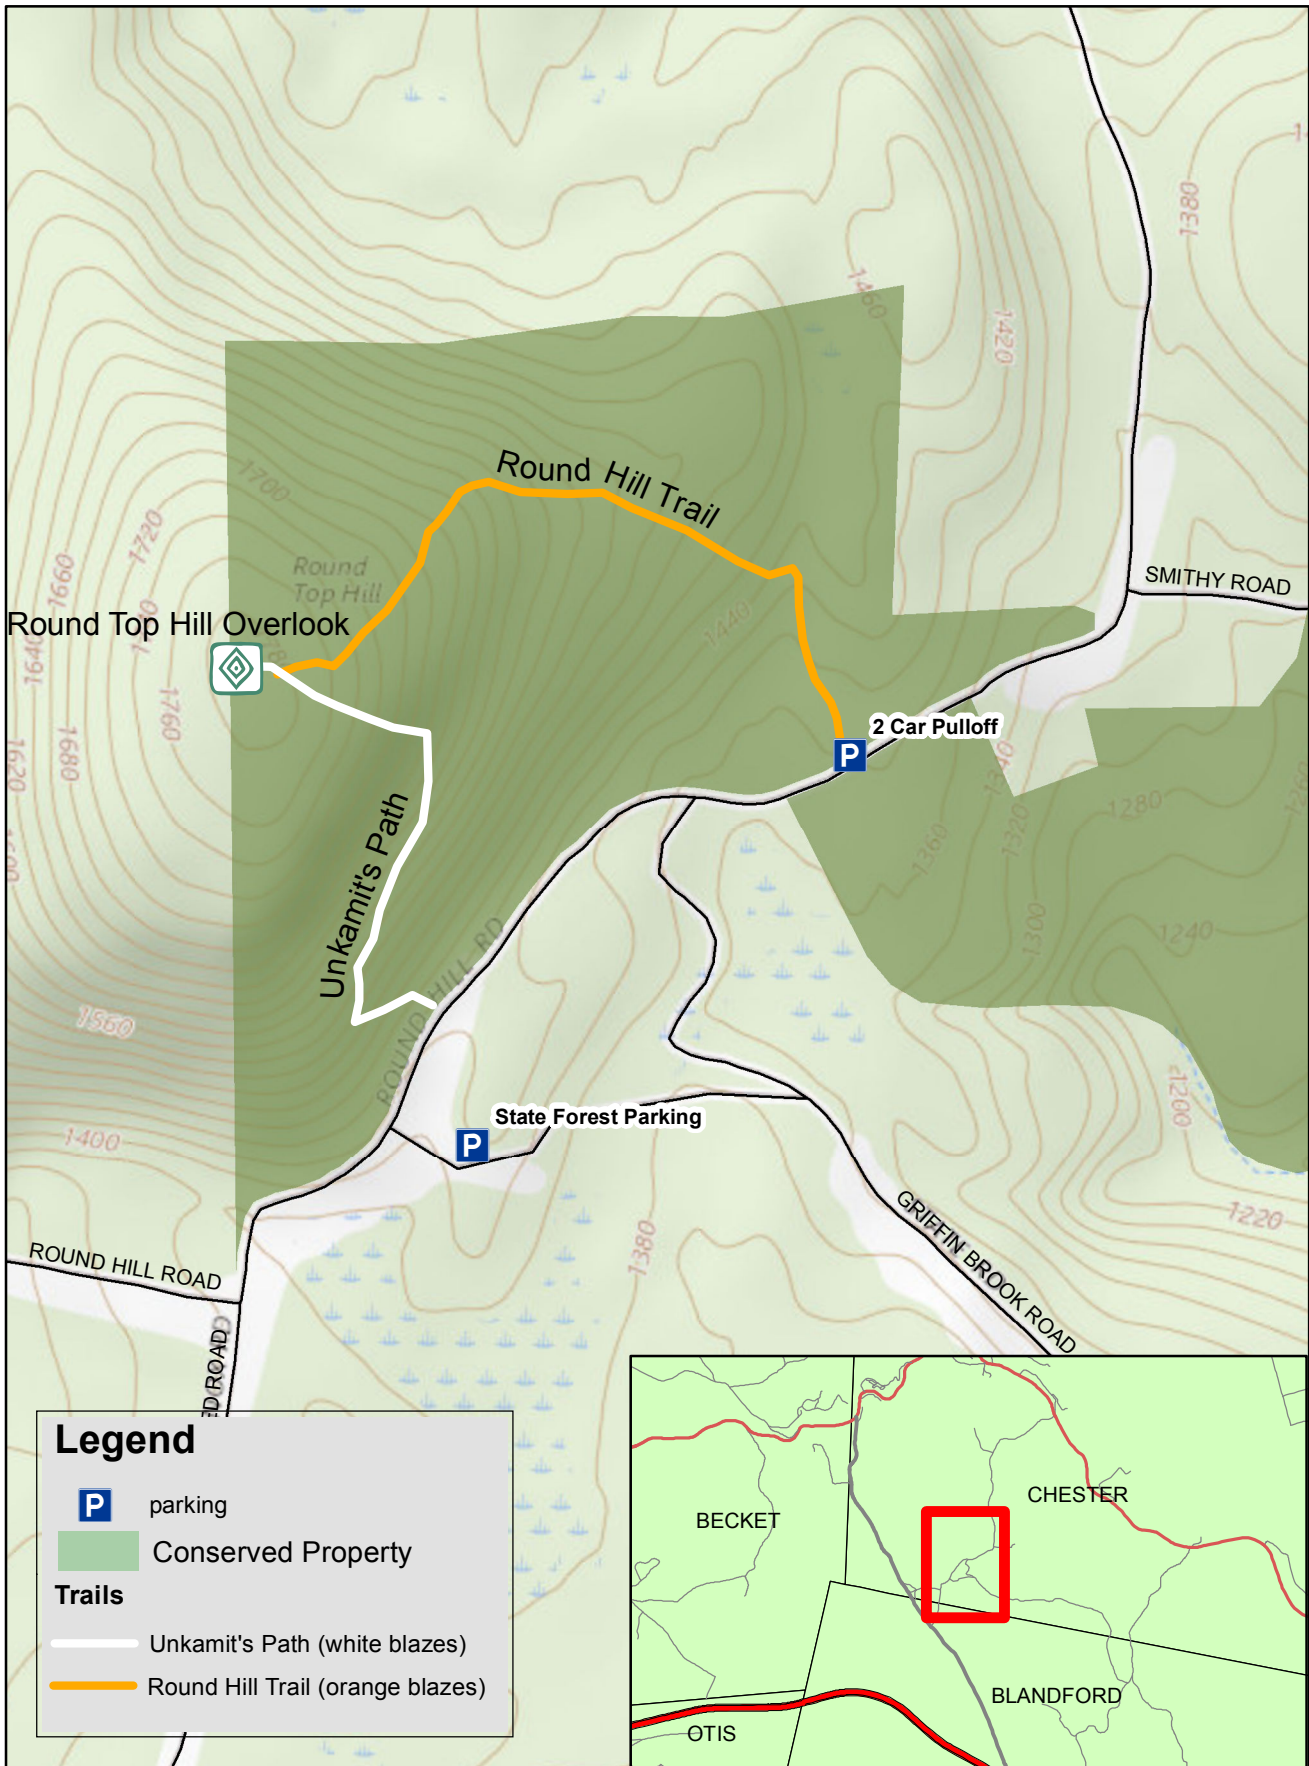 1460
1380
1420
Round Hill Trail
1700
1720
1660
Round
Top Hill
SMITHY ROAD
Round Top Hill Overlook
1640
1440
1760
2 Car Pulloff
P
1620
1680
1340
1280
Unkamit's Path
1360
1320
ROUND HILL RD
1300
1240
1560
1200
State Forest Parking
P
1400
GRIFFIN BROOK ROAD
1220
1380
ROUND HILL ROAD
ED ROAD
Legend
P parking
Conserved Property
Trails
Unkamit's Path (white blazes)
Round Hill Trail (orange blazes)
CHESTER
BECKET
BLANDFORD
OTIS